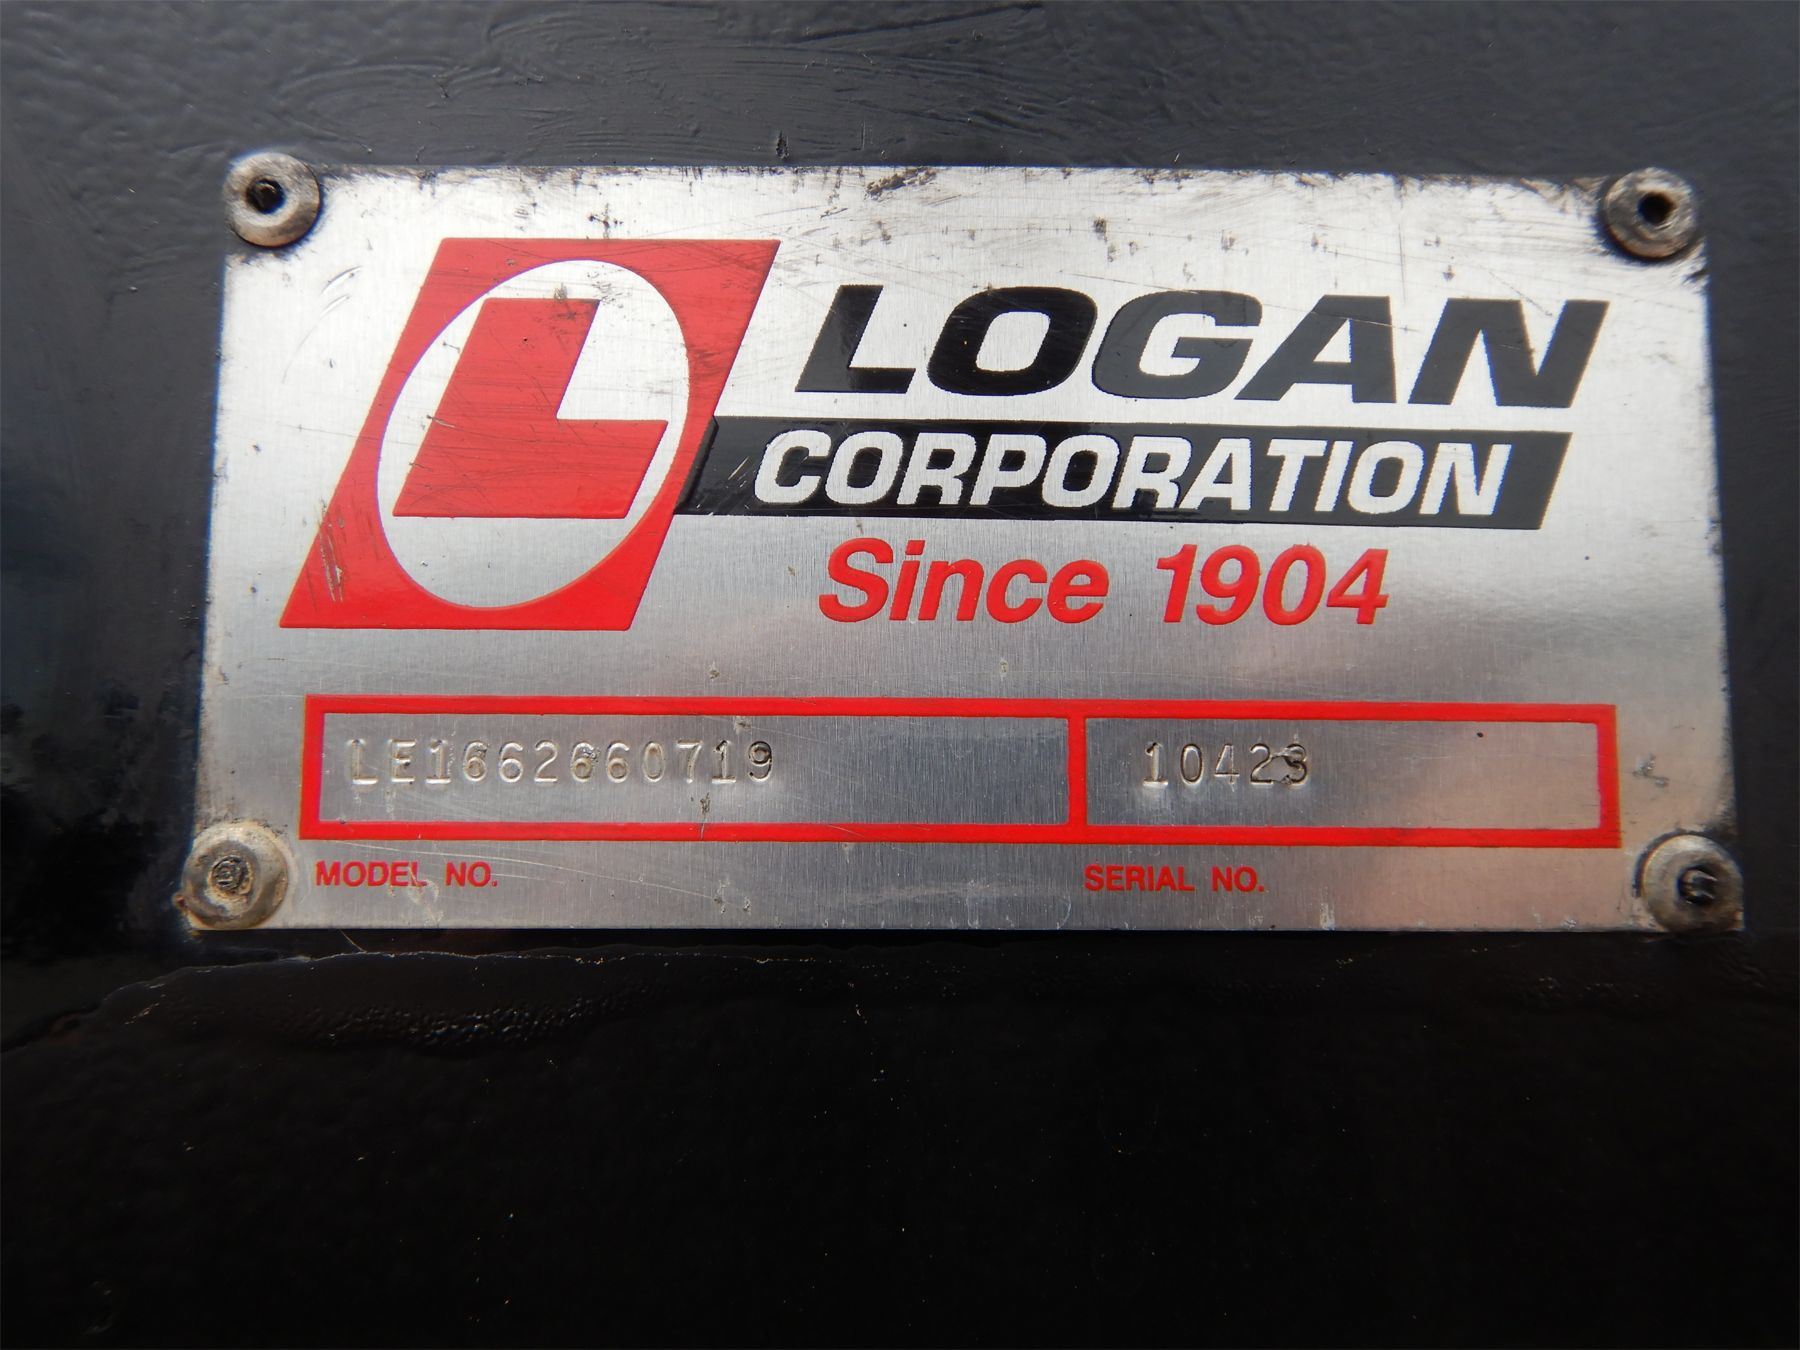 L
LOGAN
CORPORATION
Since 1904
LE1662660719
10423
MODEL NO.
SERIAL NO.